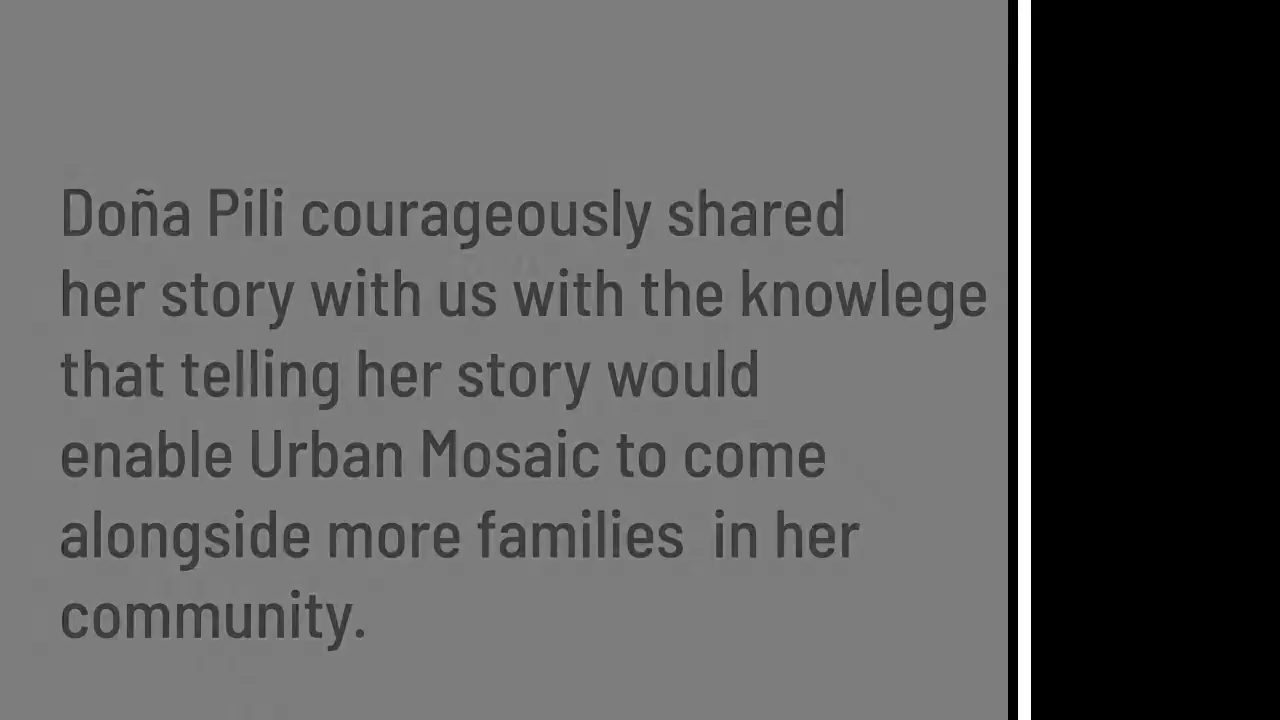 Doña Pili courageously shared
her story with us with the knowlege
that telling her story would
enable Urban Mosaic to come
alongside more families  in her
community.